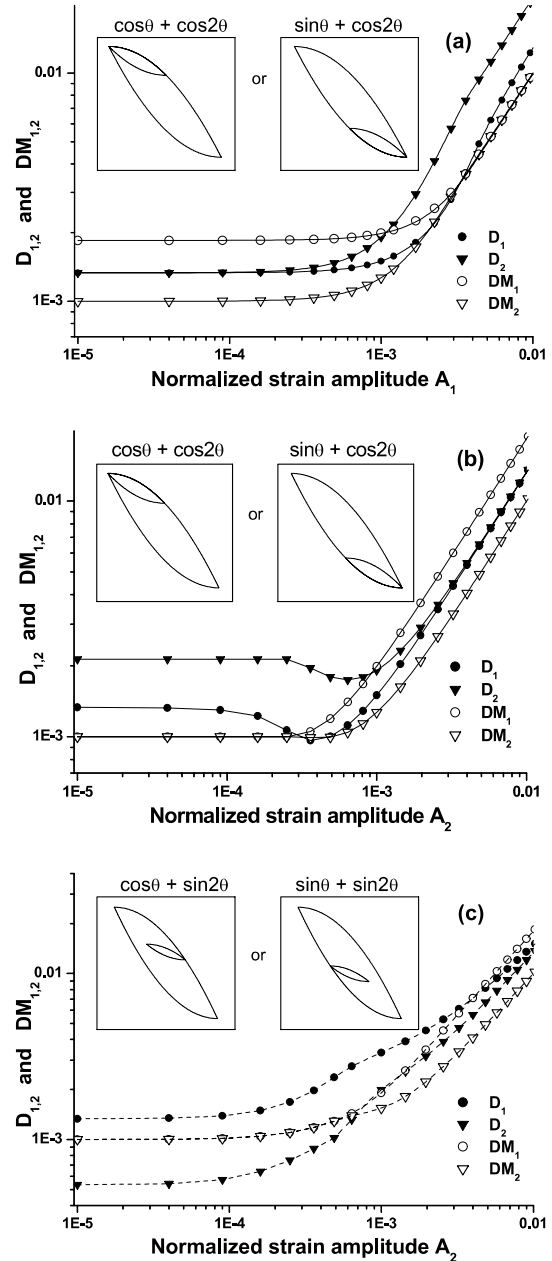 cosθ + cos2θ
sinθ + cos2θ
(a)
or
0.01
1E-3
D1,2 and DM1,2
D1
D2
DM1
DM2
1E-5
1E-4
1E-3
0.01
Normalized strain amplitude A1
cosθ + cos2θ
sinθ + cos2θ
(b)
or
0.01
1E-3
D1,2 and DM1,2
D1
D2
DM1
DM2
1E-5
1E-4
1E-3
0.01
Normalized strain amplitude A2
cosθ + sin2θ
sinθ + sin2θ
(c)
or
0.01
1E-3
D1,2 and DM1,2
D1
D2
DM1
DM2
1E-5
1E-4
1E-3
0.01
Normalized strain amplitude A2